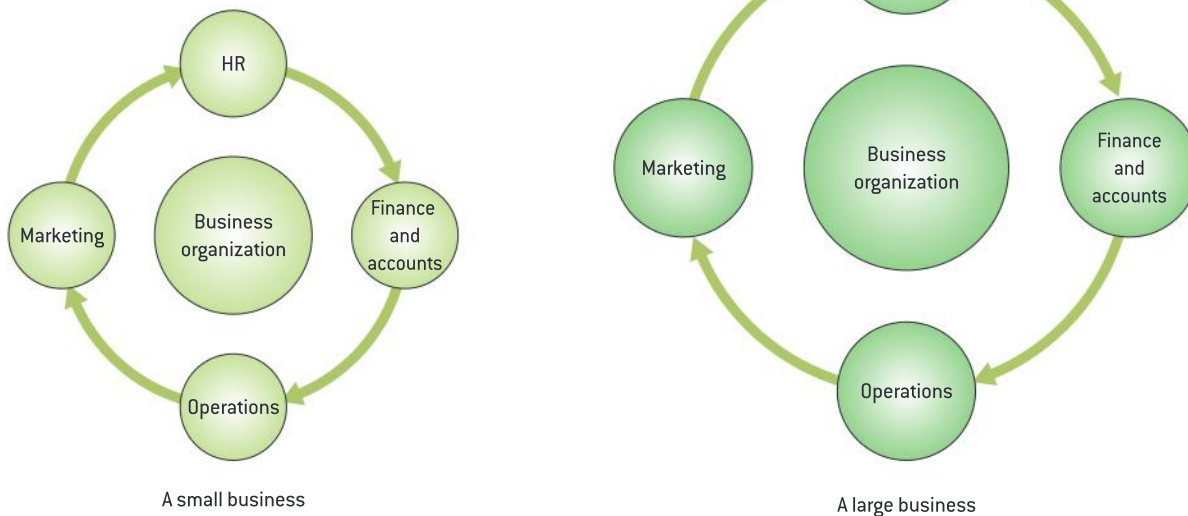 HR
Marketing
Business
organization
Finance
and
accounts
Operations
A small business
Marketing
Business
organization
Finance
and
accounts
Operations
A large business